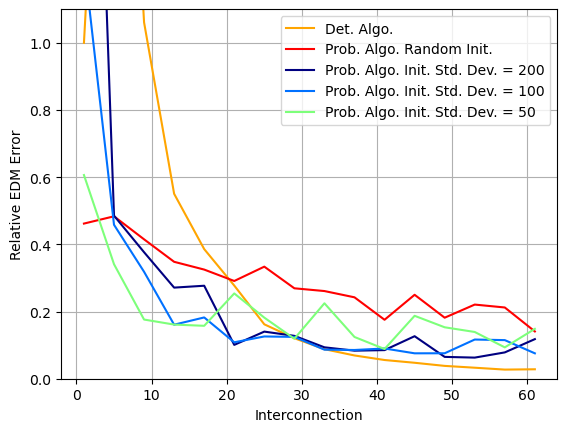 Det. Algo.
Prob. Algo. Random Init.
Prob. Algo. Init. Std. Dev. = 200
Prob. Algo. Init. Std. Dev. = 100
Prob. Algo. Init. Std. Dev. = 50
Relative EDM Error
1.0
0.8
0.6
0.4
0.2
0.0
0 10 20 30 40 50 60
Interconnection